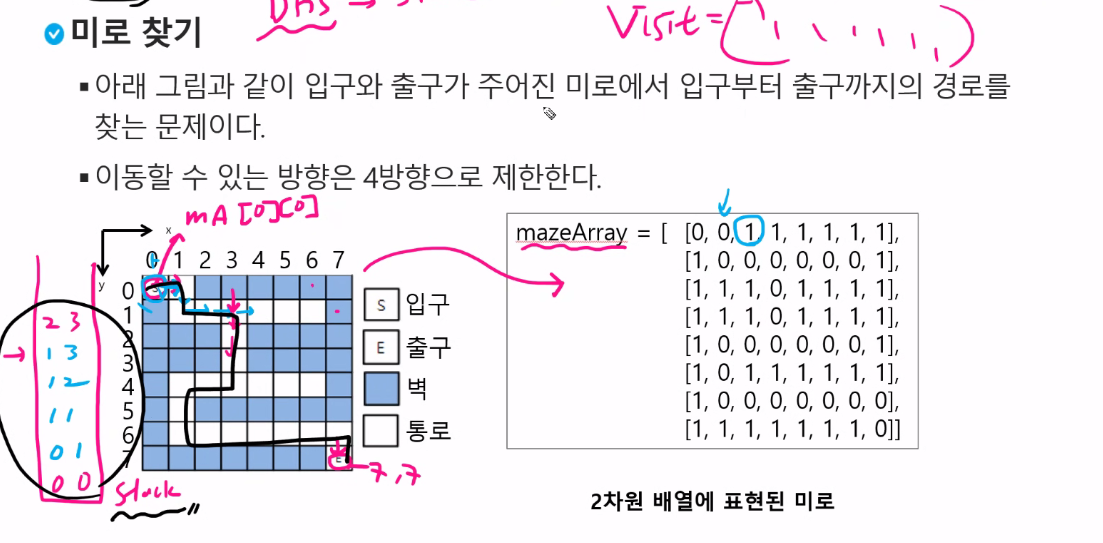 DFS →
Visit = ( 1, 1, 1, 1, 1, 1, )
미로 찾기
▪ 아래 그림과 같이 입구와 출구가 주어진 미로에서 입구부터 출구까지의 경로를
찾는 문제이다.
▪ 이동할 수 있는 방향은 4방향으로 제한한다.
mA [0][0]
x
y
0 1 2 3 4 5 6 7
0
1
2
3
4
5
6
7
S
E
S 입구
E 출구
벽
통로
7,7
2 3
1 3
1 2
1 1
0 1
0 0
Stack
mazeArray = [ [0, 0, 1, 1, 1, 1, 1, 1],
[1, 0, 0, 0, 0, 0, 0, 1],
[1, 1, 1, 0, 1, 1, 1, 1],
[1, 1, 1, 0, 1, 1, 1, 1],
[1, 0, 0, 0, 0, 0, 0, 1],
[1, 0, 1, 1, 1, 1, 1, 1],
[1, 0, 0, 0, 0, 0, 0, 0],
[1, 1, 1, 1, 1, 1, 1, 0]]
2차원 배열에 표현된 미로